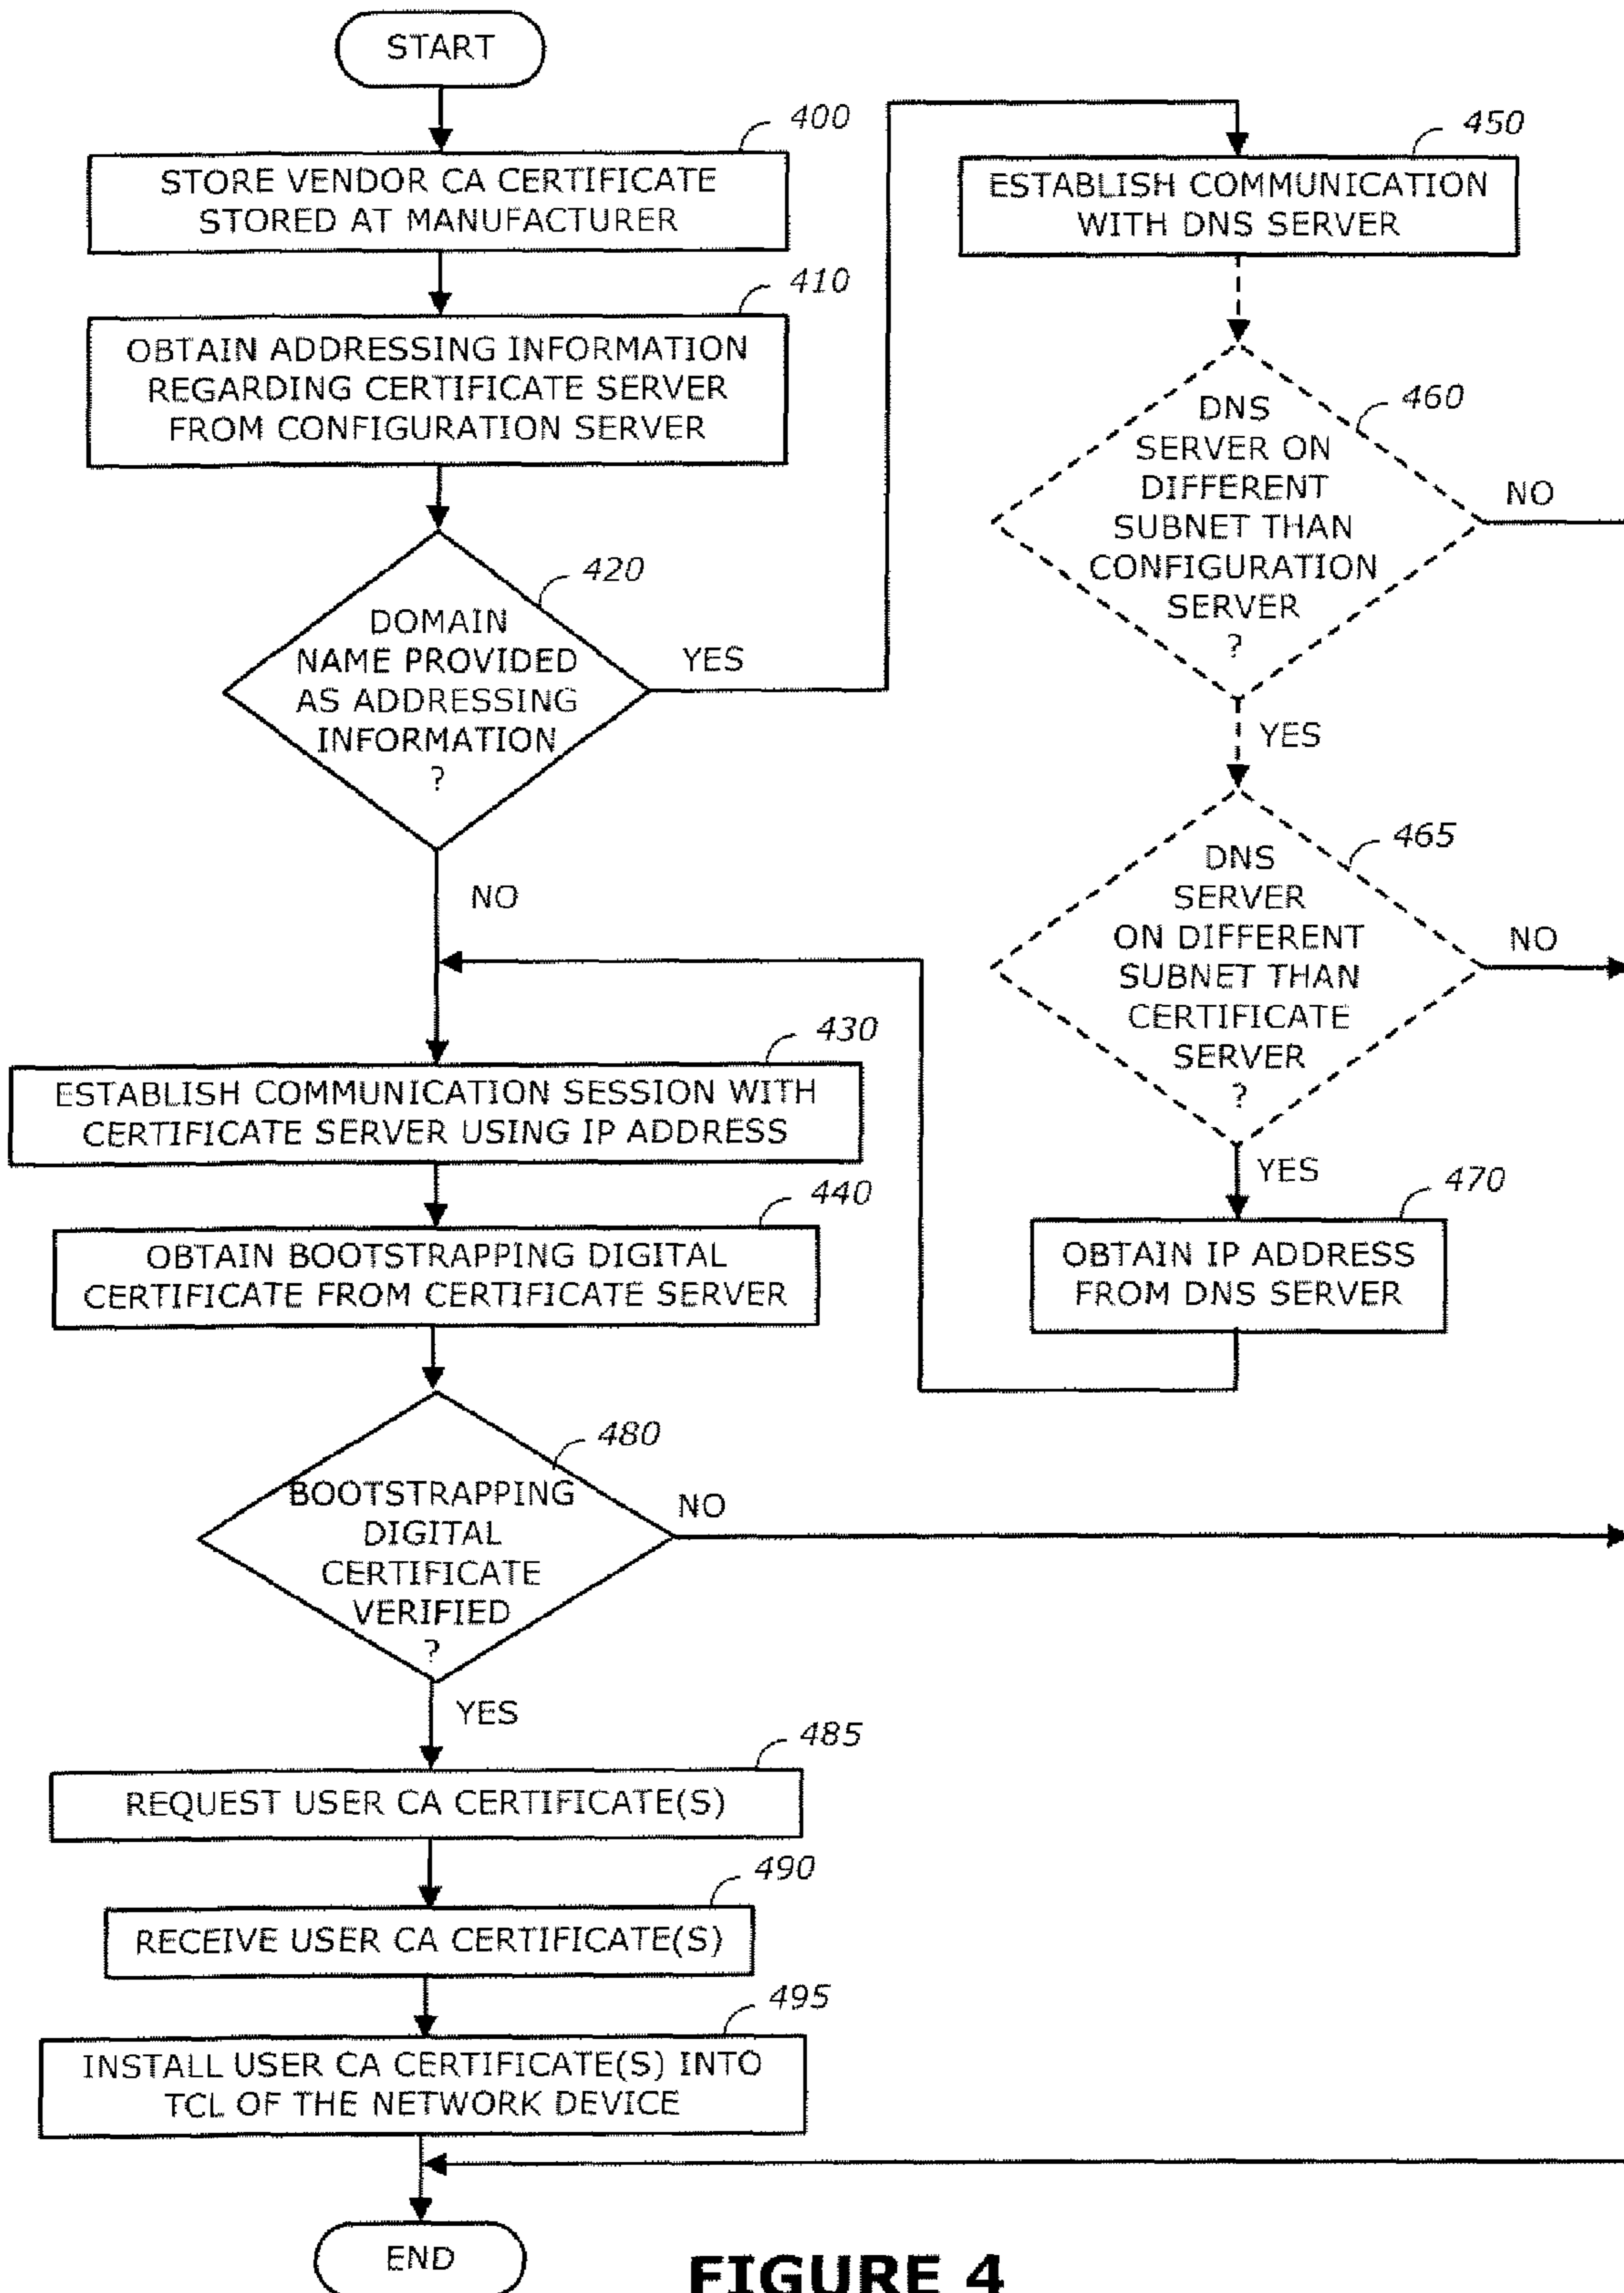 START
400
STORE VENDOR CA CERTIFICATE
STORED AT MANUFACTURER
410
OBTAIN ADDRESSING INFORMATION
REGARDING CERTIFICATE SERVER
FROM CONFIGURATION SERVER
420
DOMAIN
NAME PROVIDED
AS ADDRESSING
INFORMATION
?
YES
NO
430
ESTABLISH COMMUNICATION SESSION WITH
CERTIFICATE SERVER USING IP ADDRESS
440
OBTAIN BOOTSTRAPPING DIGITAL
CERTIFICATE FROM CERTIFICATE SERVER
450
ESTABLISH COMMUNICATION
WITH DNS SERVER
460
DNS
SERVER ON
DIFFERENT
SUBNET THAN
CONFIGURATION
SERVER
?
NO
YES
465
DNS
SERVER
ON DIFFERENT
SUBNET THAN
CERTIFICATE
SERVER
?
NO
YES
470
OBTAIN IP ADDRESS
FROM DNS SERVER
480
BOOTSTRAPPING
DIGITAL
CERTIFICATE
VERIFIED
?
NO
YES
485
REQUEST USER CA CERTIFICATE(S)
490
RECEIVE USER CA CERTIFICATE(S)
495
INSTALL USER CA CERTIFICATE(S) INTO
TCL OF THE NETWORK DEVICE
END
FIGURE 4